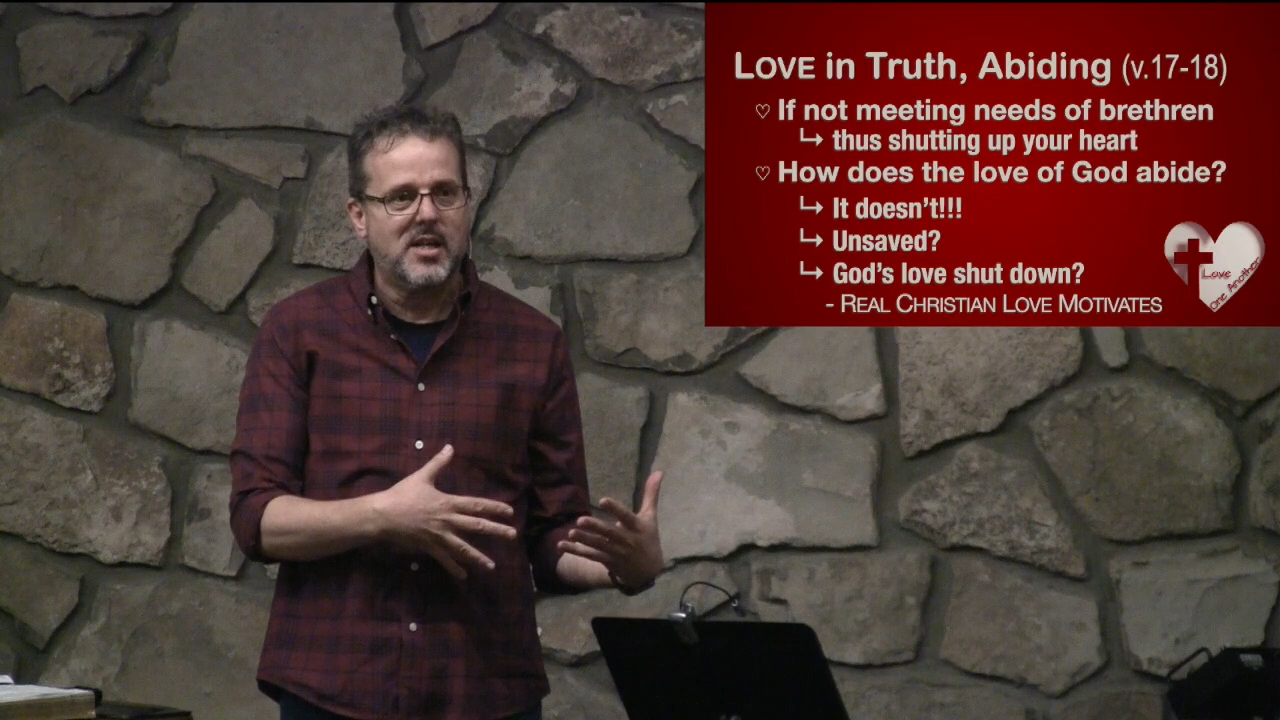 LOVE in Truth, Abiding (v.17-18)
♡ If not meeting needs of brethren
↳ thus shutting up your heart
♡ How does the love of God abide?
↳ It doesn't!!!
↳ Unsaved?
↳ God's love shut down?
- REAL CHRISTIAN LOVE MOTIVATES
Love
One Another